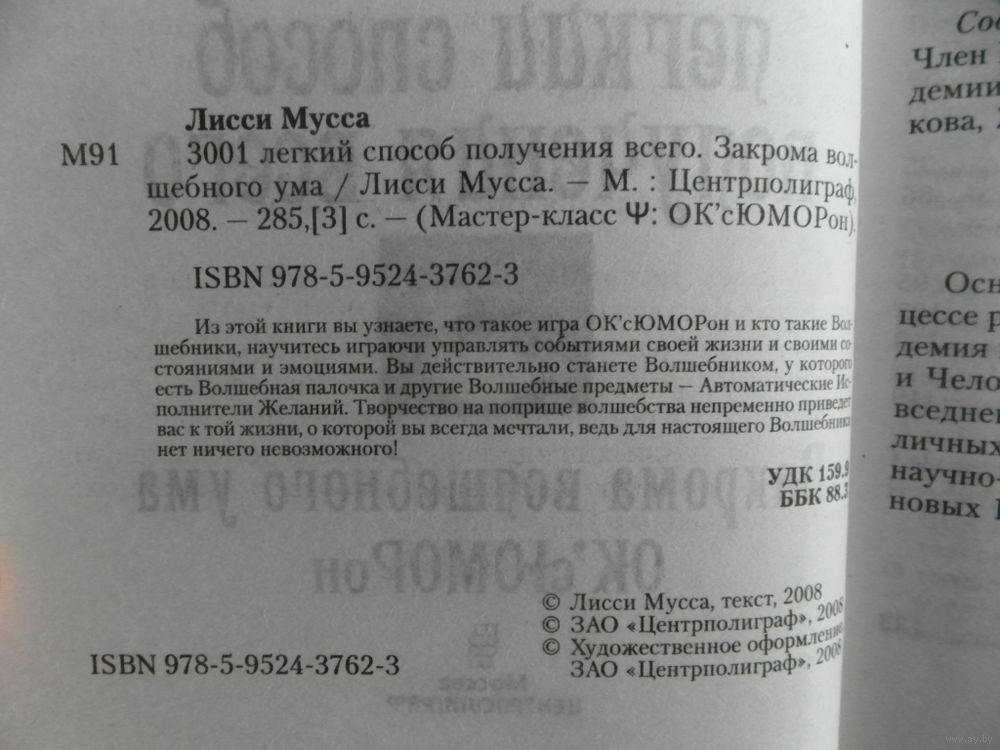 Лисси Мусса
М91
3001 легкий способ получения всего. Закрома вол-
шебного ума / Лисси Мусса. — М. : Центрполиграф,
2008. — 285,[3] с. — (Мастер-класс Ψ: ОК'сЮМОРон).
ISBN 978-5-9524-3762-3
Из этой книги вы узнаете, что такое игра ОК'сЮМОРон и кто такие Вол-
шебники, научитесь играючи управлять событиями своей жизни и своими со-
стояниями и эмоциями. Вы действительно станете Волшебником, у которого
есть Волшебная палочка и другие Волшебные предметы — Автоматические Ис-
полнители Желаний. Творчество на поприще волшебства непременно приведет
вас к той жизни, о которой вы всегда мечтали, ведь для настоящего Волшебника
нет ничего невозможного!
УДК 159.9
ББК 88.3
© Лисси Мусса, текст, 2008
© ЗАО «Центрполиграф», 2008
© Художественное оформление,
ЗАО «Центрполиграф», 2008
ISBN 978-5-9524-3762-3
Член
демии
кова,
Осн
цессе р
демия
и Чело
вседнев
личных
научно-
новых
www.ay.by